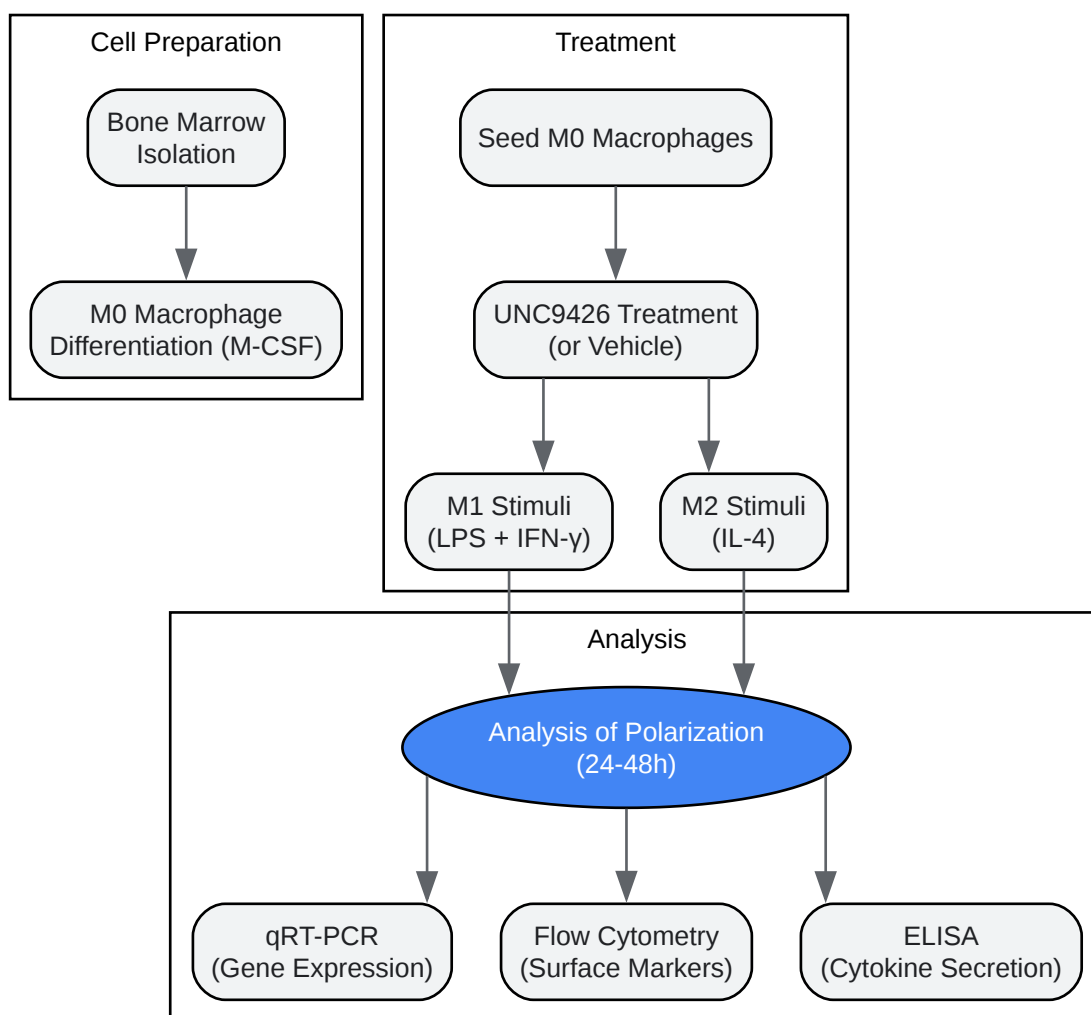 Cell Preparation
Bone Marrow
Isolation
M0 Macrophage
Differentiation (M-CSF)
Treatment
Seed M0 Macrophages
UNC9426 Treatment
(or Vehicle)
M1 Stimuli
(LPS + IFN-γ)
M2 Stimuli
(IL-4)
Analysis
Analysis of Polarization
(24-48h)
qRT-PCR
(Gene Expression)
Flow Cytometry
(Surface Markers)
ELISA
(Cytokine Secretion)